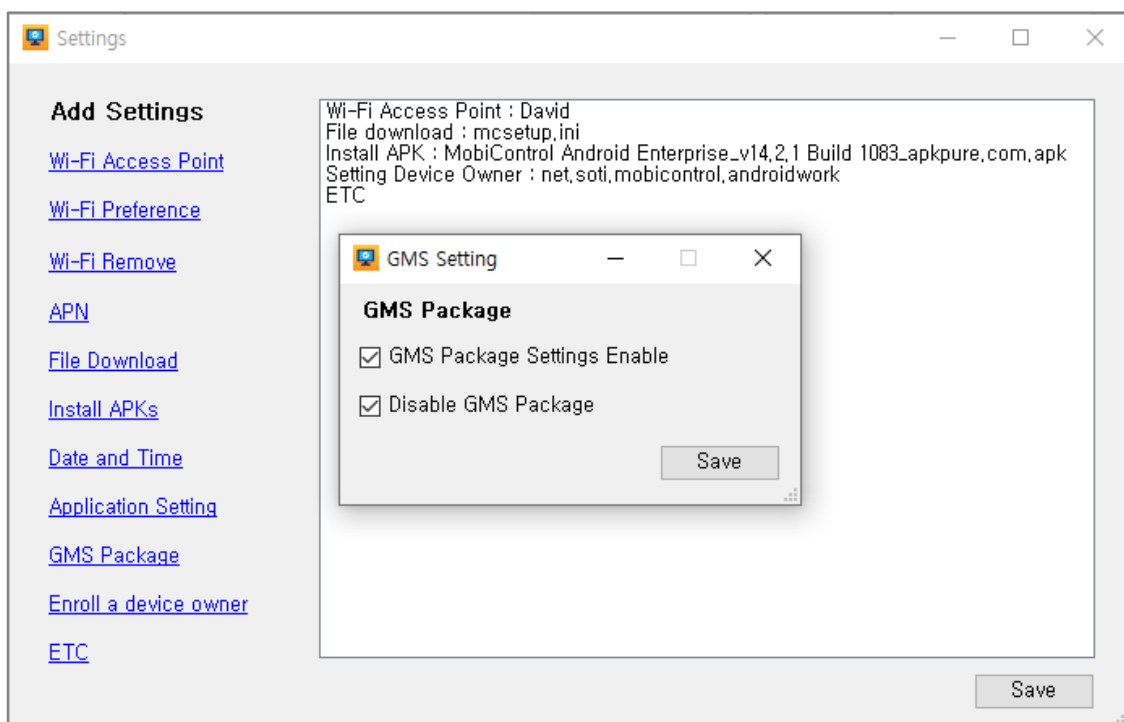 Settings
Add Settings
Wi-Fi Access Point
Wi-Fi Preference
Wi-Fi Remove
APN
File Download
Install APKs
Date and Time
Application Setting
GMS Package
Enroll a device owner
ETC
Wi-Fi Access Point : David
File download : mcsetup.ini
Install APK : MobiControl Android Enterprise_v14.2.1 Build 1083_apkpure.com.apk
Setting Device Owner : net.soti.mobicontrol.androidwork
ETC
GMS Setting
GMS Package
GMS Package Settings Enable
Disable GMS Package
Save
Save